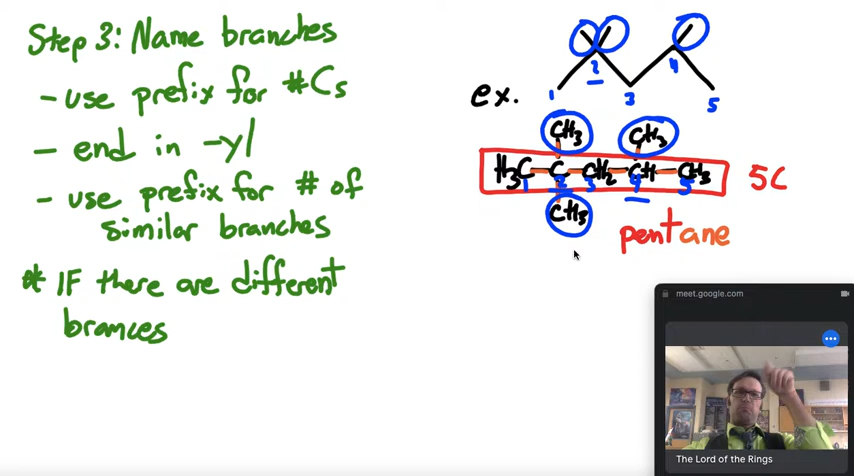 Step 3: Name branches
- use prefix for #Cs
- end in -yl
- use prefix for # of
similar branches
* IF there are different
brances
ex.
1 2 3 4 5
CH3 CH3
H3C-C-CH2-CH-CH3
1 2 3 4 5
CH3
5C
pentane
meet.google.com
The Lord of the Rings